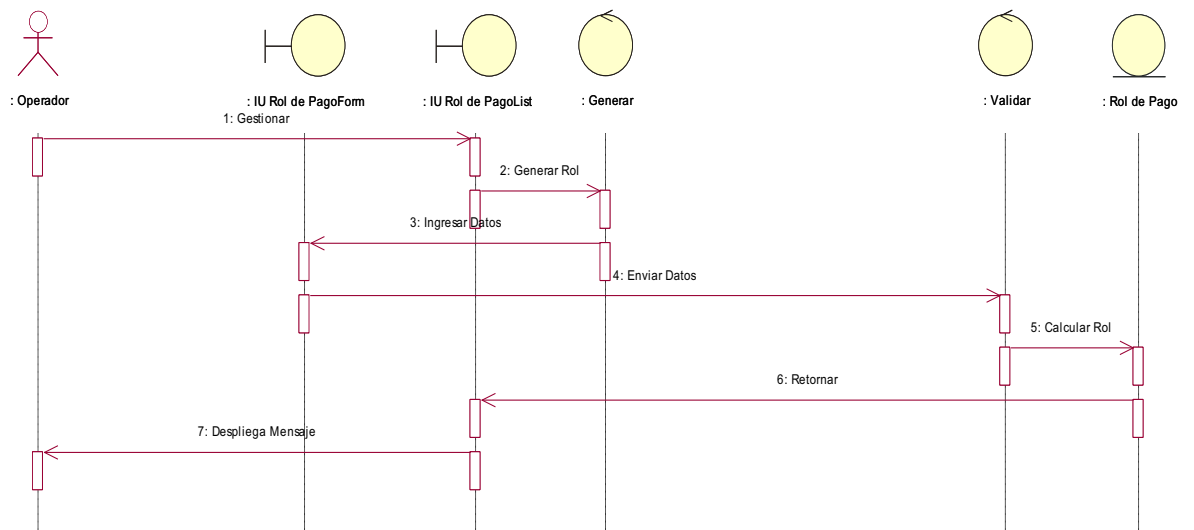 : Operador
: IU Rol de PagoForm
: IU Rol de PagoList
: Generar
: Validar
: Rol de Pago
1: Gestionar
2: Generar Rol
3: Ingresar Datos
4: Enviar Datos
5: Calcular Rol
6: Retornar
7: Despliega Mensaje